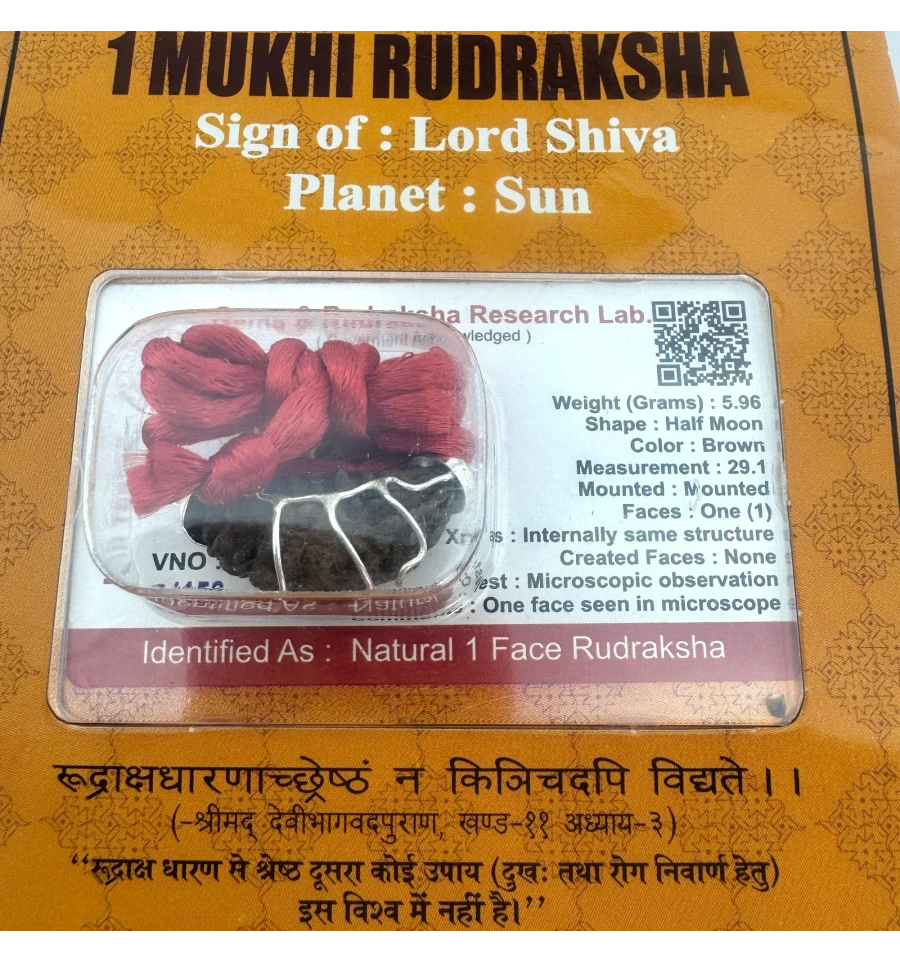 1 MUKHI RUDRAKSHA
Sign of : Lord Shiva
Planet : Sun
Research Lab.
Weight (Grams) : 5.96
Shape : Half Moon
Color : Brown
Measurement : 29.1
Mounted : Mounted
Faces : One (1)
: Internally same structure
Created Faces : None
: Microscopic observation
VNO :
: One face seen in microscope
Identified As : Natural 1 Face Rudraksha
रूद्राक्षधारणाच्छ्रेष्ठं न किञिचदपि विद्यते।।
(-श्रीमद् देवीभागवदपुराण, खण्ड-११ अध्याय-३)
‘‘रूद्राक्ष धारण से श्रेष्ठ दूसरा कोई उपाय (दुखः तथा रोग निवार्ण हेतु)
इस विश्व में नहीं है।’’